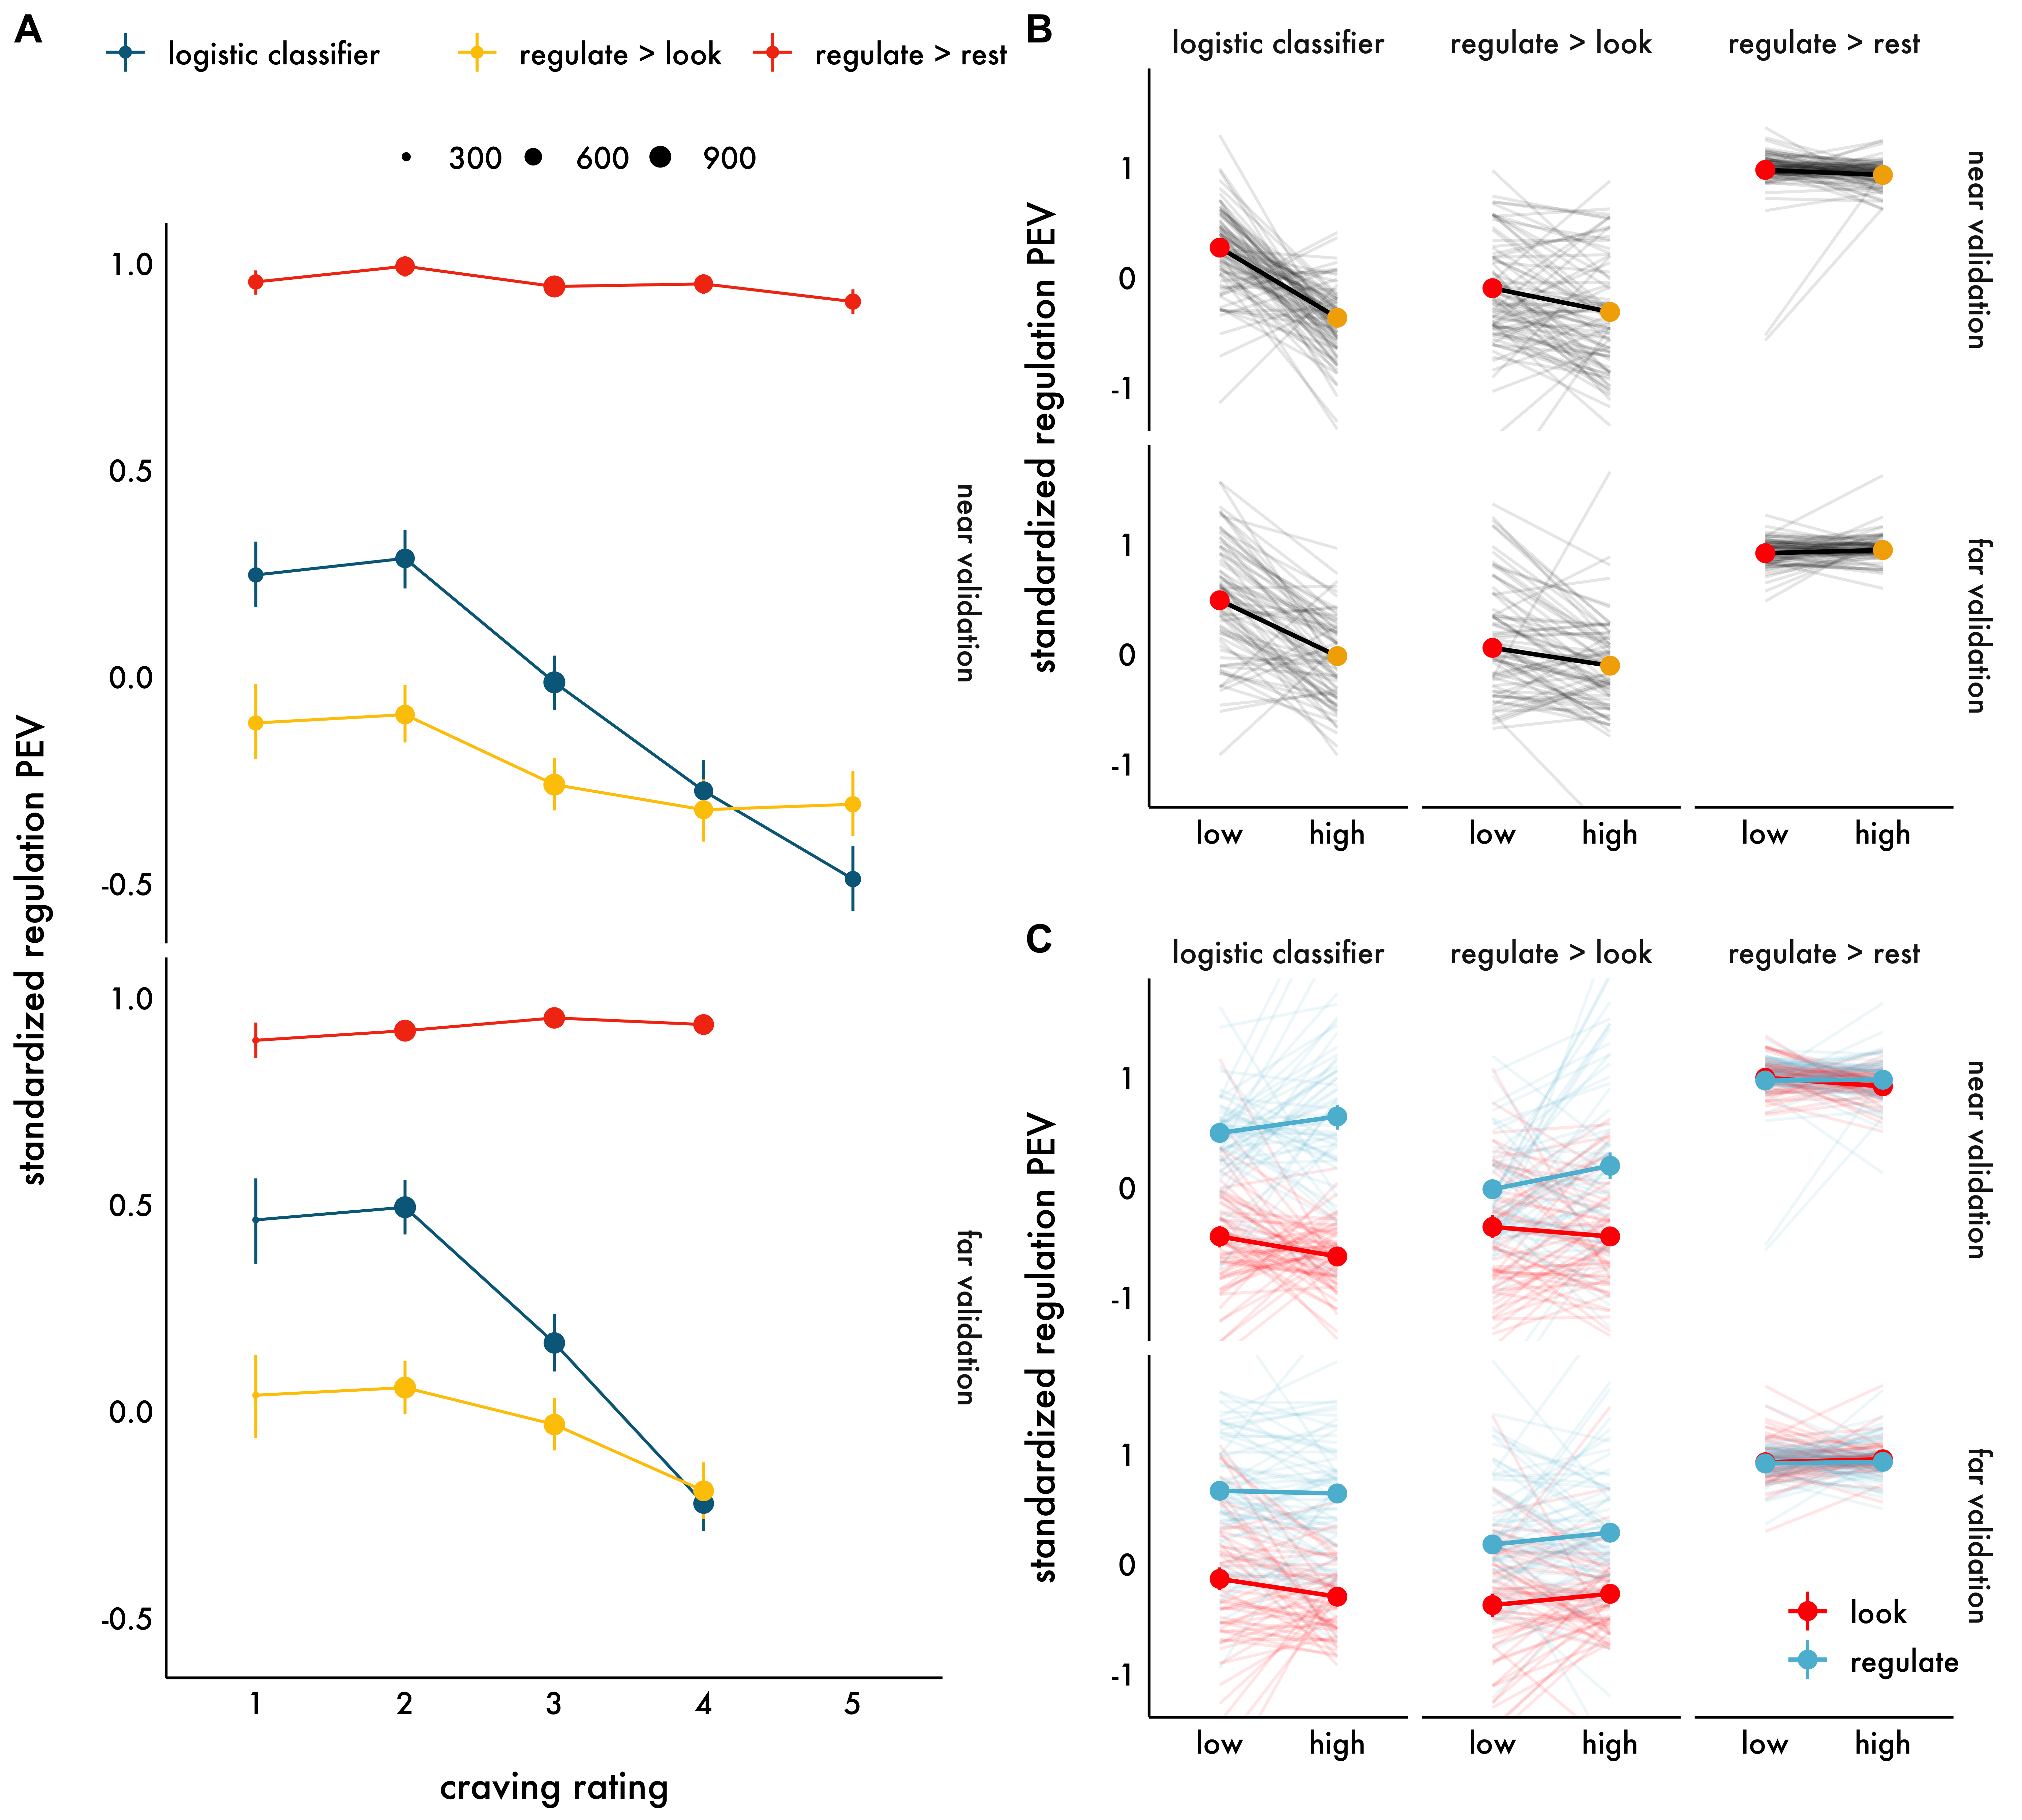 A
logistic classifier
regulate > look
regulate > rest
300
600
900
standardized regulation PEV
1.0
0.5
0.0
-0.5
near validation
1.0
0.5
0.0
-0.5
far validation
1
2
3
4
5
craving rating
B
logistic classifier
regulate > look
regulate > rest
standardized regulation PEV
1
0
-1
near validation
1
0
-1
far validation
low
high
low
high
low
high
C
logistic classifier
regulate > look
regulate > rest
standardized regulation PEV
1
0
-1
near validation
1
0
-1
far validation
look
regulate
low
high
low
high
low
high